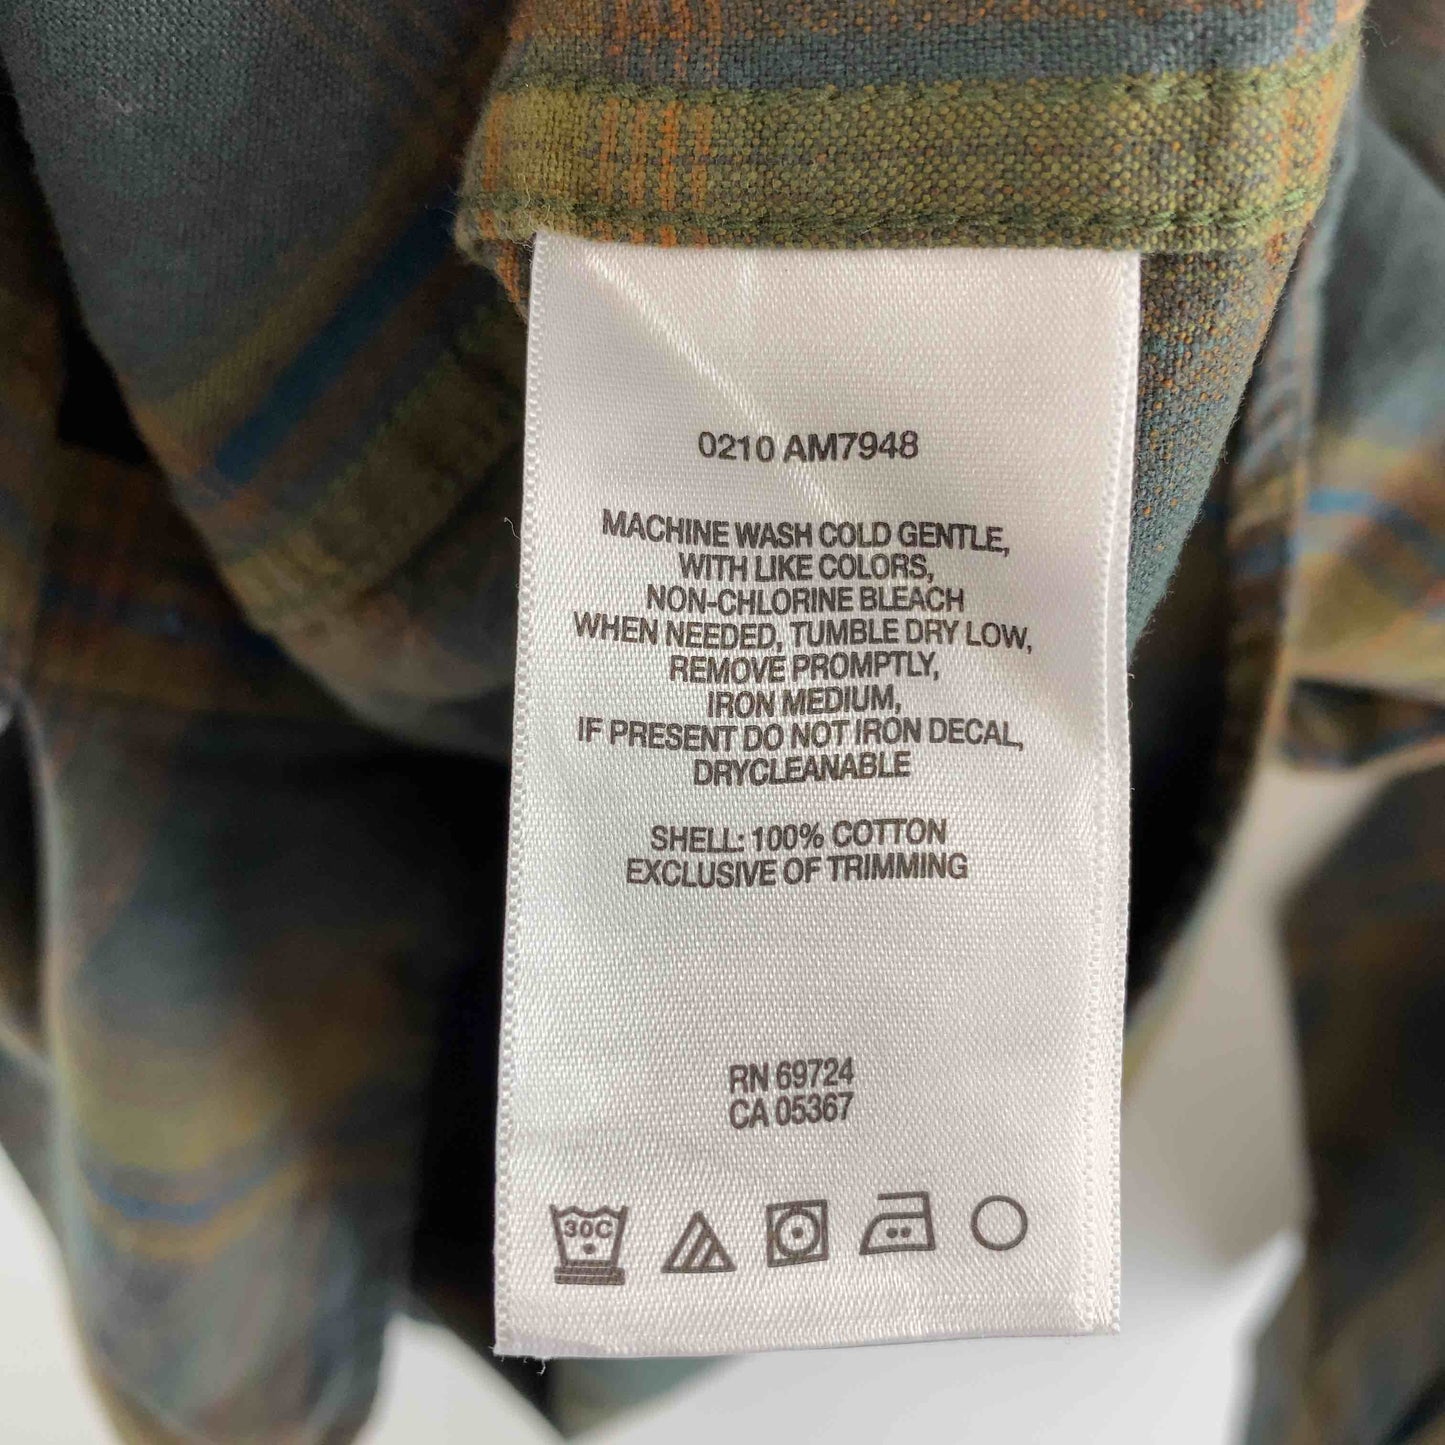 0210 AM7948
MACHINE WASH COLD GENTLE,
WITH LIKE COLORS,
NON-CHLORINE BLEACH
WHEN NEEDED, TUMBLE DRY LOW,
REMOVE PROMPTLY,
IRON MEDIUM,
IF PRESENT DO NOT IRON DECAL,
DRYCLEANABLE
SHELL: 100% COTTON
EXCLUSIVE OF TRIMMING
RN 69724
CA 05367
30C